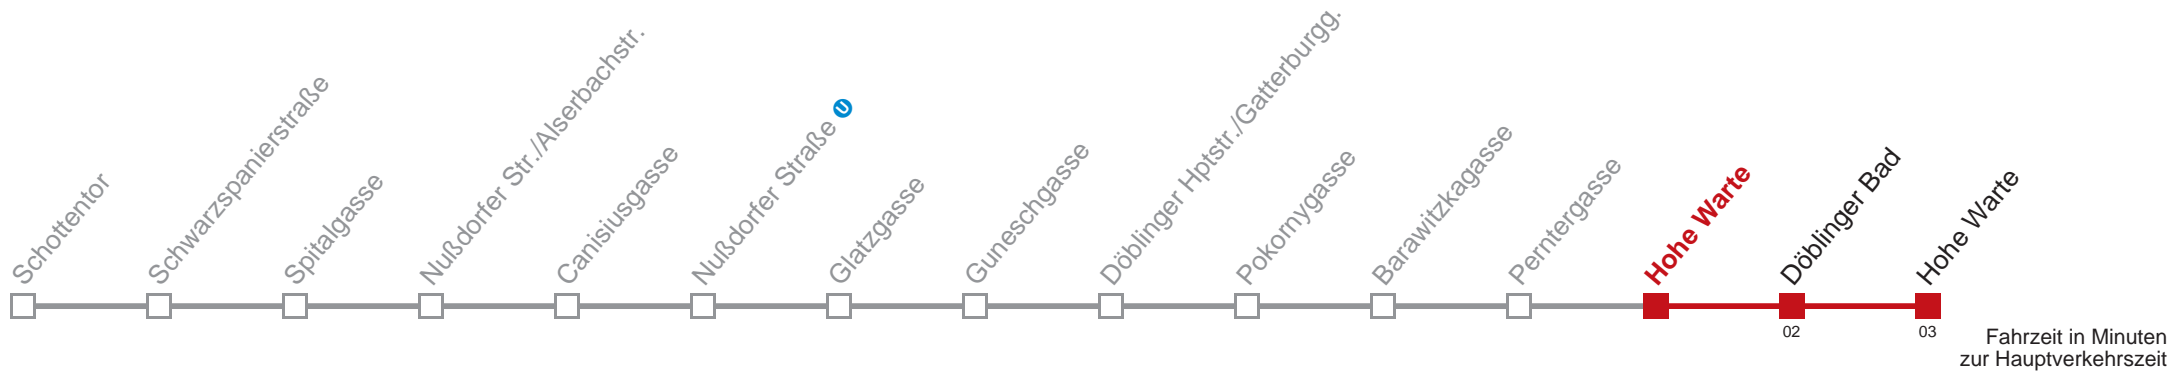 Schottentor
Schwarzspanierstraße
Spitalgasse
Nußdorfer Str./Alserbachstr.
Canisiusgasse
Nußdorfer Straße U
Glatzgasse
Guneschgasse
Döblinger Hptstr./Gatterburgg.
Pokornygasse
Barawitzkagasse
Perntergasse
Hohe Warte
Döblinger Bad
Hohe Warte
02
03
Fahrzeit in Minuten
zur Hauptverkehrszeit